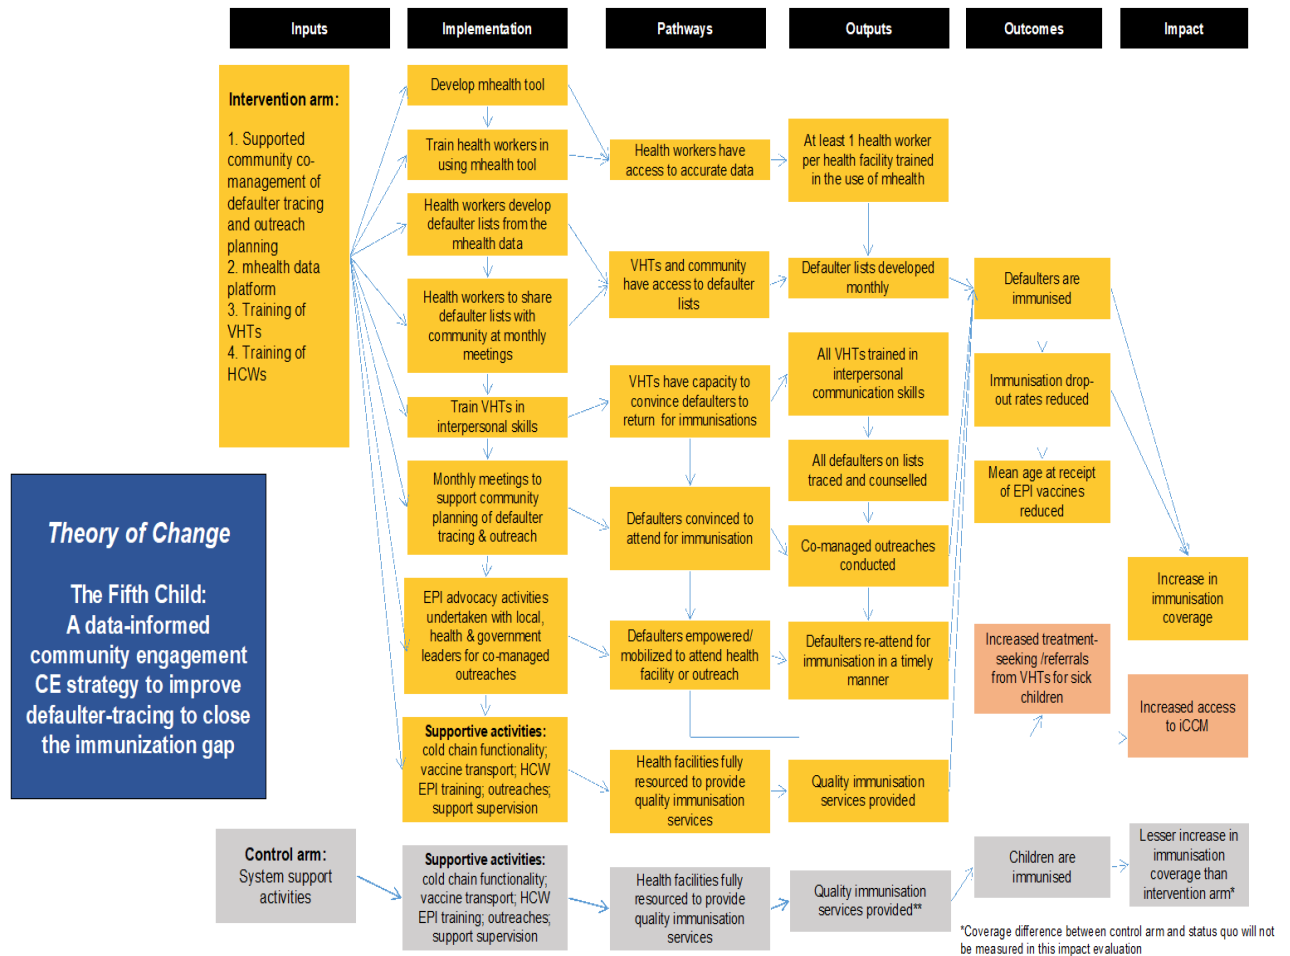 Inputs
Implementation
Pathways
Outputs
Outcomes
Impact
Intervention arm:
1. Supported
community co-
management of
defaulter tracing
and outreach
planning
2. mhealth data
platform
3. Training of
VHTs
4. Training of
HCWs
Develop mhealth tool
Train health workers in
using mhealth tool
Health workers develop
defaulter lists from the
mhealth data
Health workers to share
defaulter lists with
community at monthly
meetings
Train VHTs in
interpersonal skills
Monthly meetings to
support community
planning of defaulter
tracing & outreach
EPI advocacy activities
undertaken with local,
health & government
leaders for co-managed
outreaches
Supportive activities:
cold chain functionality;
vaccine transport; HCW
EPI training; outreaches;
support supervision
Health workers have
access to accurate data
VHTs and community
have access to defaulter
lists
VHTs have capacity to
convince defaulters to
return for immunisations
Defaulters convinced to
attend for immunisation
Defaulters empowered/
mobilized to attend health
facility or outreach
Health facilities fully
resourced to provide
quality immunisation
services
At least 1 health worker
per health facility trained
in the use of mhealth
Defaulter lists developed
monthly
All VHTs trained in
interpersonal
communication skills
All defaulters on lists
traced and counselled
Co-managed outreaches
conducted
Defaulters re-attend for
immunisation in a timely
manner
Quality immunisation
services provided
Defaulters are
immunised
Immunisation drop-
out rates reduced
Mean age at receipt
of EPI vaccines
reduced
Increased treatment-
seeking /referrals
from VHTs for sick
children
Increase in
immunisation
coverage
Increased access
to iCCM
Theory of Change
The Fifth Child:
A data-informed
community engagement
CE strategy to improve
defaulter-tracing to close
the immunization gap
Control arm:
System support
activities
Supportive activities:
cold chain functionality;
vaccine transport; HCW
EPI training; outreaches;
support supervision
Health facilities fully
resourced to provide
quality immunisation
services
Quality immunisation
services provided**
Children are
immunised
Lesser increase in
immunisation
coverage than
intervention arm*
*Coverage difference between control arm and status quo will not
be measured in this impact evaluation